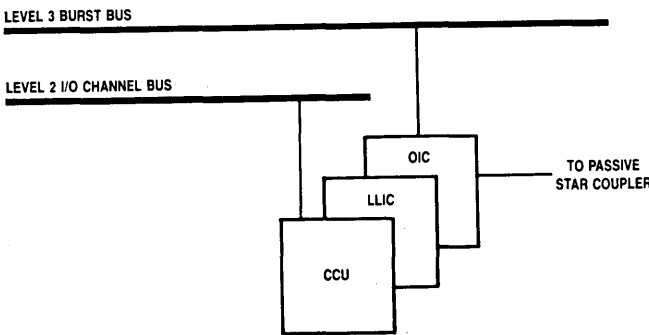 LEVEL 3 BURST BUS
LEVEL 2 I/O CHANNEL BUS
OIC
TO PASSIVE
STAR COUPLER
LLIC
CCU